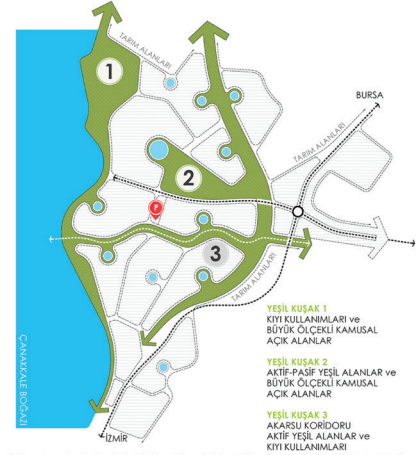 TARIM ALANLARI
1
BURSA
TARIM ALANLARI
2
P
3
TARIM ALANLARI
ÇANAKKALE BOĞAZI
İZMİR
YEŞİL KUŞAK 1
KIYI KULLANIMLARI ve
BÜYÜK ÖLÇEKLİ KAMUSAL
AÇIK ALANLAR
YEŞİL KUŞAK 2
AKTİF-PASİF YEŞİL ALANLAR ve
BÜYÜK ÖLÇEKLİ KAMUSAL
AÇIK ALANLAR
YEŞİL KUŞAK 3
AKARSU KORİDORU
AKTİF YEŞİL ALANLAR ve
KIYI KULLANIMLARI